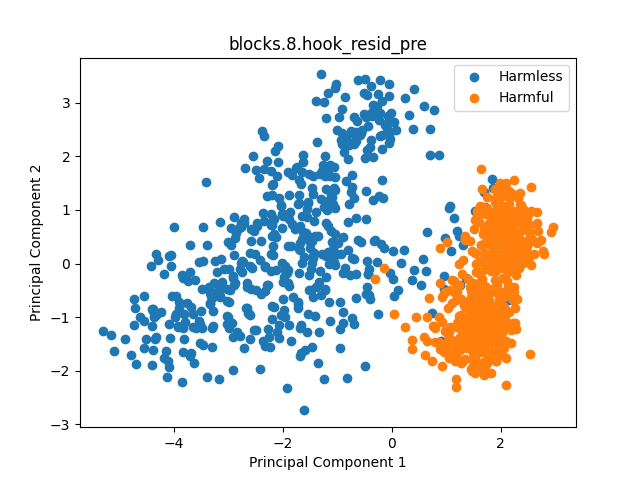 blocks.8.hook_resid_pre
Harmless
Harmful
3
2
1
0
−1
−2
−3
Principal Component 2
−4
−2
0
2
Principal Component 1